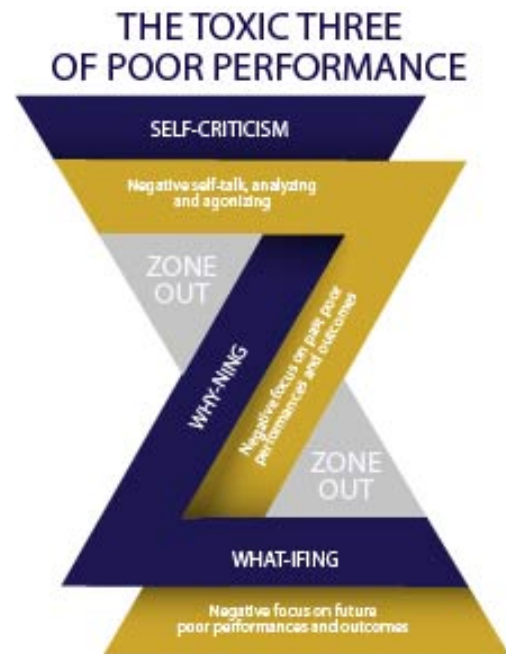 THE TOXIC THREE
OF POOR PERFORMANCE
SELF-CRITICISM
Negative self-talk, analyzing
and agonizing
ZONE
OUT
WHY-NING
Negative focus on past poor
performances and outcomes
ZONE
OUT
WHAT-IFING
Negative focus on future
poor performances and outcomes